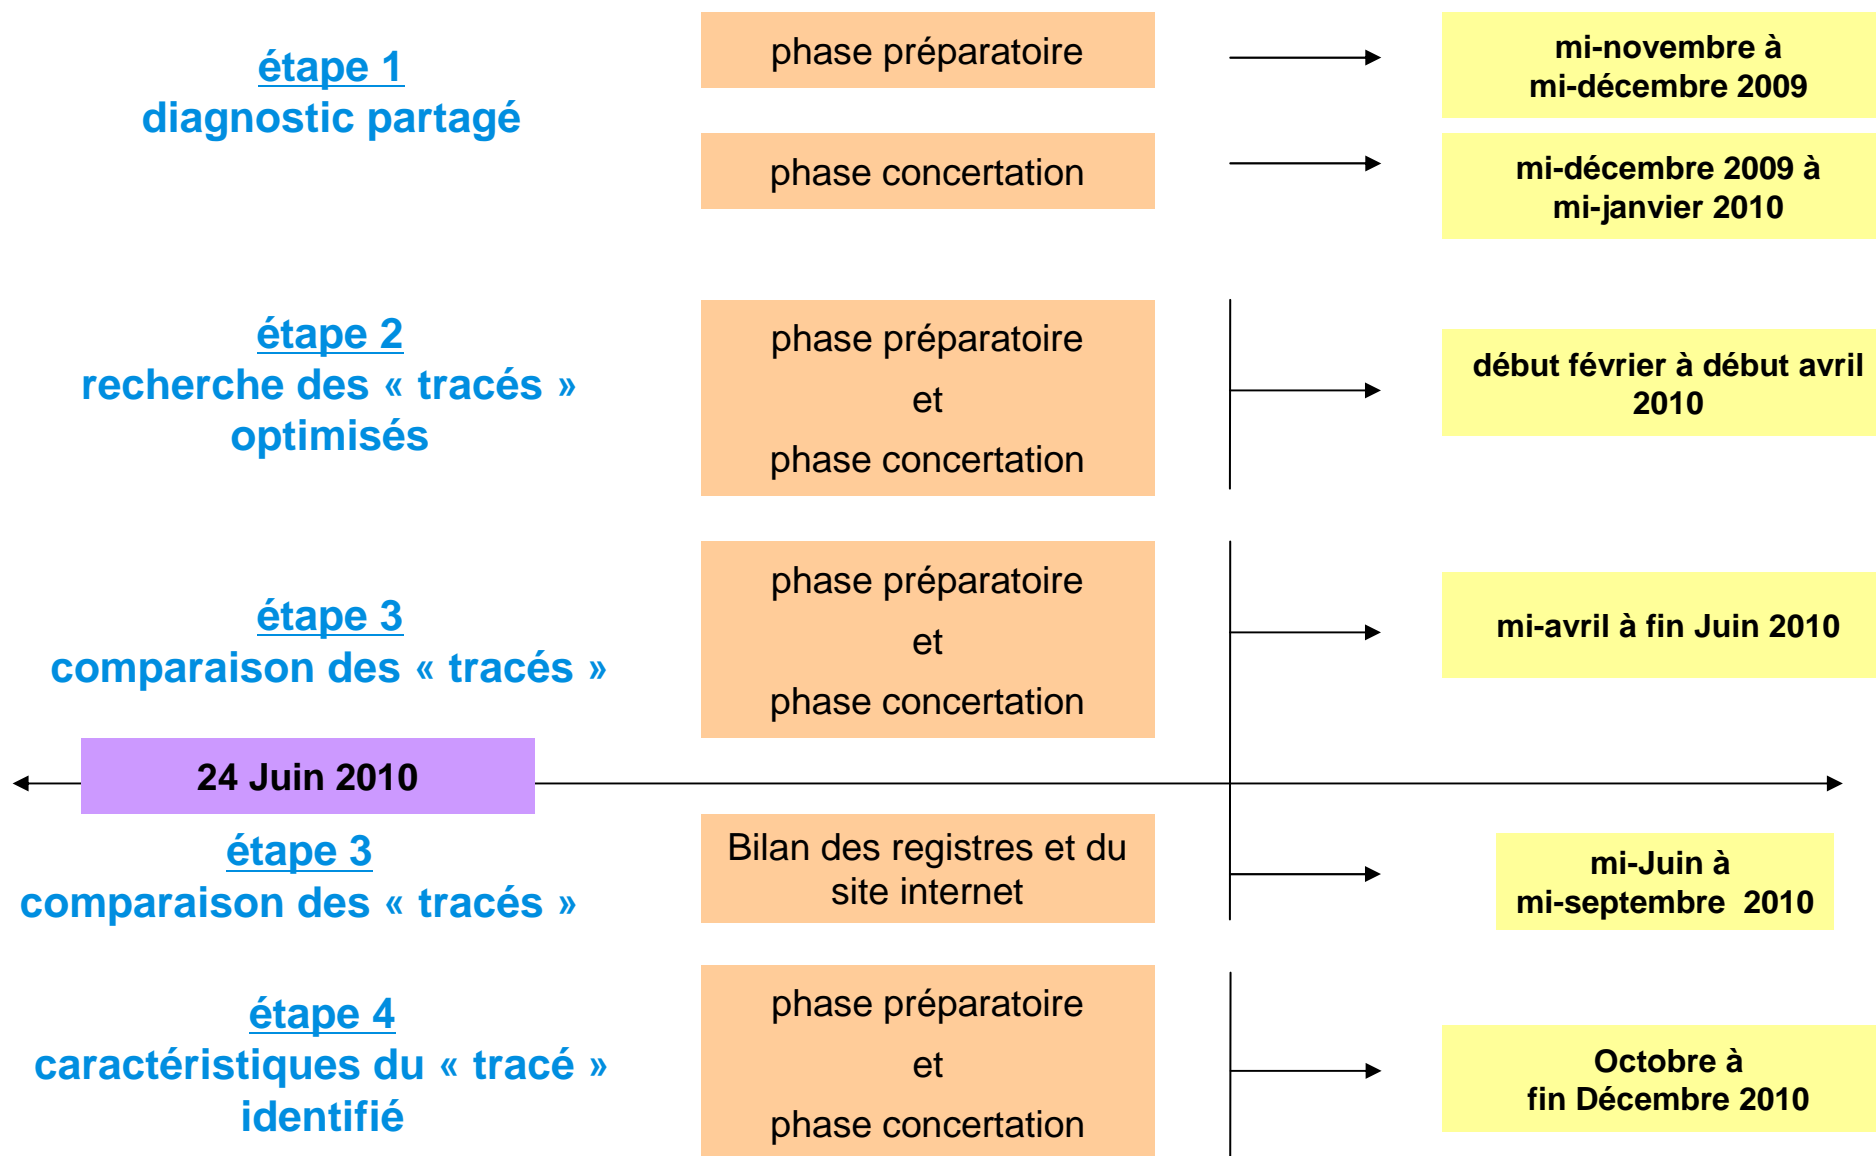 étape 1
diagnostic partagé
phase préparatoire
mi-novembre à
mi-décembre 2009
phase concertation
mi-décembre 2009 à
mi-janvier 2010
étape 2
recherche des « tracés »
optimisés
phase préparatoire
et
phase concertation
début février à début avril
2010
étape 3
comparaison des « tracés »
phase préparatoire
et
phase concertation
mi-avril à fin Juin 2010
24 Juin 2010
étape 3
comparaison des « tracés »
Bilan des registres et du
site internet
mi-Juin à
mi-septembre 2010
étape 4
caractéristiques du « tracé »
identifié
phase préparatoire
et
phase concertation
Octobre à
fin Décembre 2010